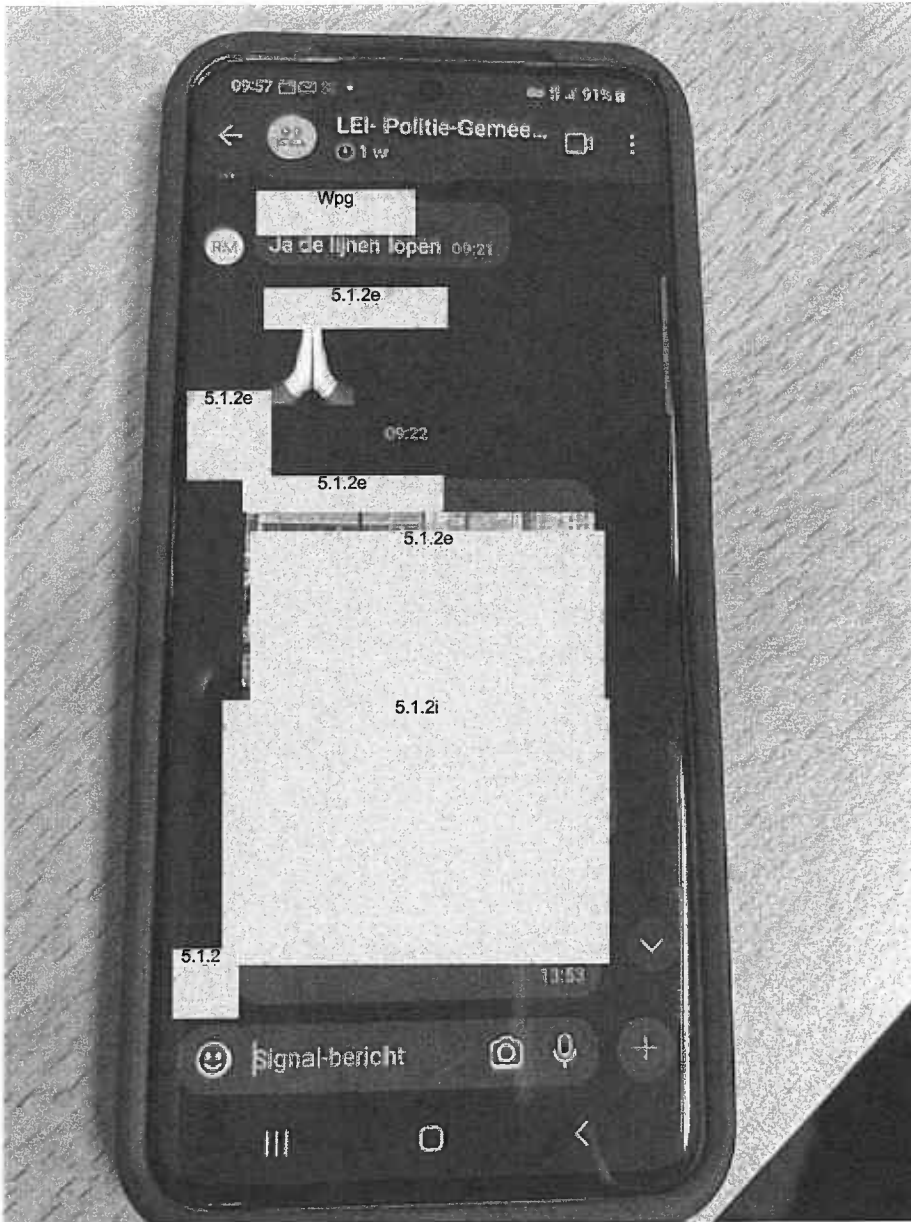 09:57 91%
LEI- Politie-Gemee...
1 w
Wpg
RM Ja de lijnen lopen 09:21
5.1.2e
5.1.2e
09:22
5.1.2e
5.1.2e
5.1.2i
5.1.2
13:53
Signal-bericht